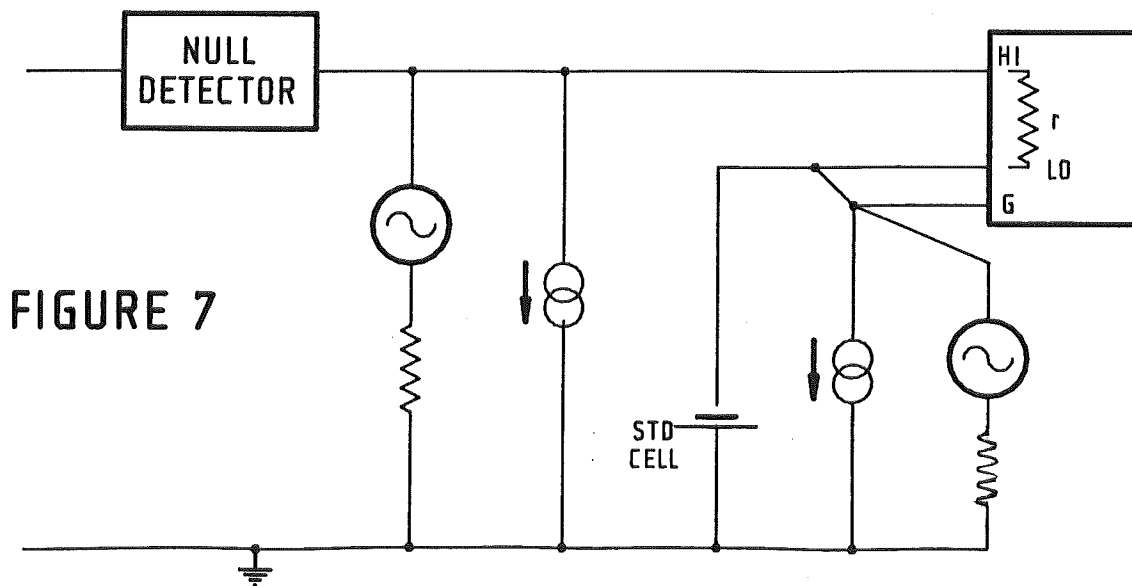 NULL
DETECTOR
HI
r
LO
G
FIGURE 7
STD
CELL